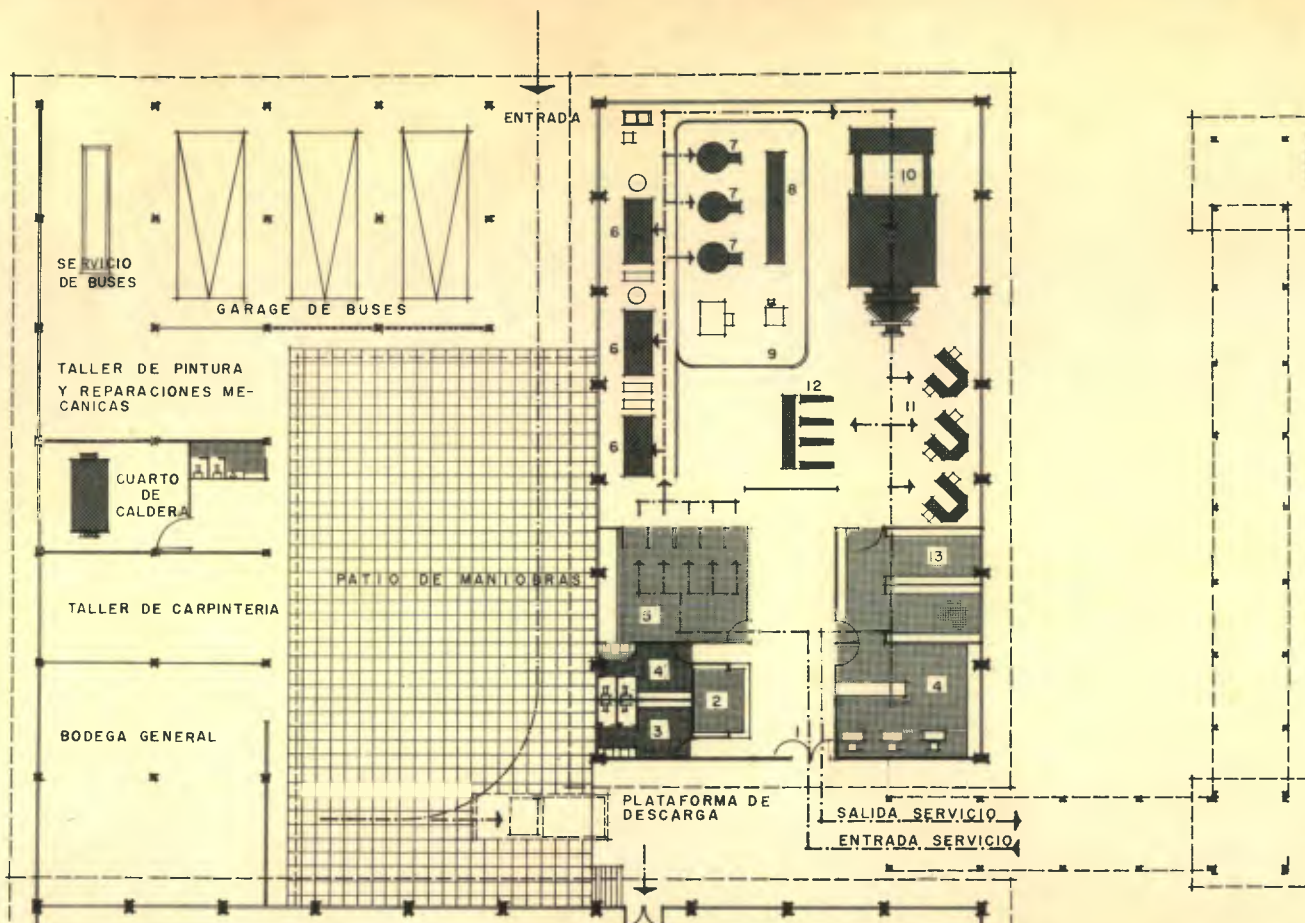 ENTRADA
7
7
7
8
10
6
6
6
9
SERVICIO
DE BUSES
GARAGE DE BUSES
TALLER DE PINTURA
Y REPARACIONES ME-
CANICAS
12
11
CUARTO
DE
CALDERA
13
PATIO DE MANIOBRAS
5
TALLER DE CARPINTERIA
4'
2
4
3
1
BODEGA GENERAL
PLATAFORMA DE
DESCARGA
SALIDA SERVICIO
ENTRADA SERVICIO